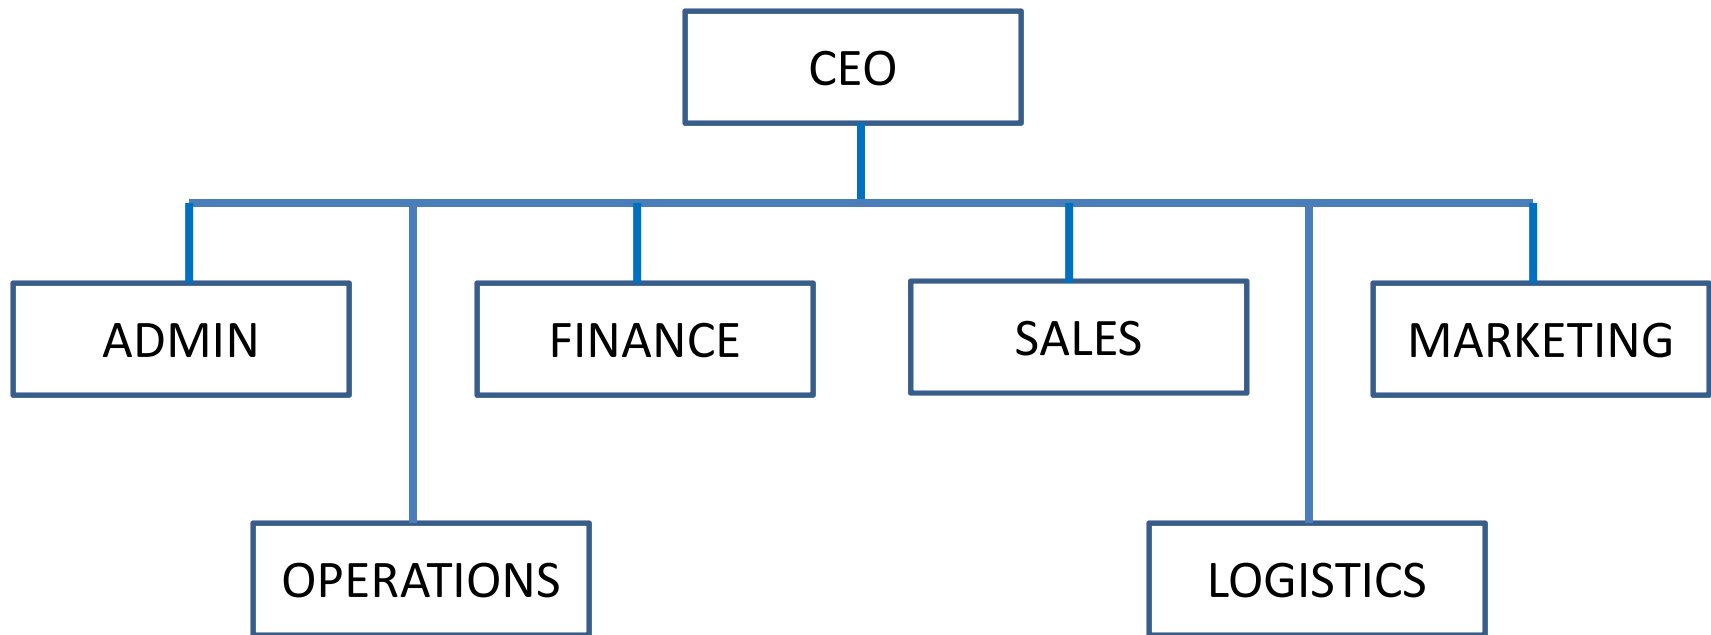 CEO
ADMIN
FINANCE
SALES
MARKETING
OPERATIONS
LOGISTICS